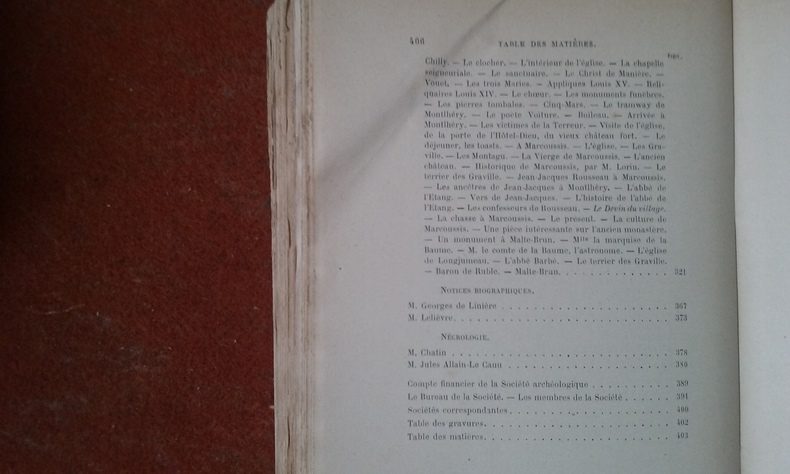 400 TABLE DES MATIÈRES.
Pages.
Chilly. — Le clocher. — L'intérieur de l'église. — La chapelle
seigneuriale. — Le sanctuaire. — Le Christ de Manière. —
Vouet. — Les trois Maries. — Appliques Louis XV. — Reli-
quaires Louis XIV. — Le chœur. — Les monuments funèbres.
— Les pierres tombales. — Cinq-Mars. — Le tramway de
Montlhéry. — Le poète Voiture. — Boileau. — Arrivée à
Montlhéry. — Les victimes de la Terreur. — Visite de l'église,
de la porte de l'Hôtel-Dieu, du vieux château fort. — Le
déjeuner, les toasts. — A Marcoussis. — L'église. — Les Gra-
ville. — Les Montagu. — La Vierge de Marcoussis. — L'ancien
château. — Historique de Marcoussis, par M. Lorin. — Le
terrier des Graville. — Jean-Jacques Rousseau à Marcoussis.
— Les ancêtres de Jean-Jacques à Montlhéry. — L'abbé de
l'Etang. — Vers de Jean-Jacques. — L'histoire de l'abbé de
l'Etang. — Les confesseurs de Rousseau. — Le Devin du village.
— La chasse à Marcoussis. — Le présent. — La culture de
Marcoussis. — Une pièce intéressante sur l'ancien monastère.
— Un monument à Malte-Brun. — Mme la marquise de la
Baume. — M. le comte de la Baume, l'astronome. — L'église
de Longjumeau. — L'abbé Barbé. — Le terrier des Graville.
— Baron de Ruble. — Malte-Brun. . . . . . . . . . . . . . 321
NOTICES BIOGRAPHIQUES.
M. Georges de Linière . . . . . . . . . . . . . . . . . . 367
M. Lelièvre. . . . . . . . . . . . . . . . . . . . . . . 373
NÉCROLOGIE.
M. Chatin . . . . . . . . . . . . . . . . . . . . . . . 378
M. Jules Allain-Le Canu . . . . . . . . . . . . . . . . . 380
Compte financier de la Société archéologique . . . . . . . . . 389
Le Bureau de la Société. — Les membres de la Société . . . . . . 391
Sociétés correspondantes. . . . . . . . . . . . . . . . . . 400
Table des gravures. . . . . . . . . . . . . . . . . . . . . 402
Table des matières. . . . . . . . . . . . . . . . . . . . . 403